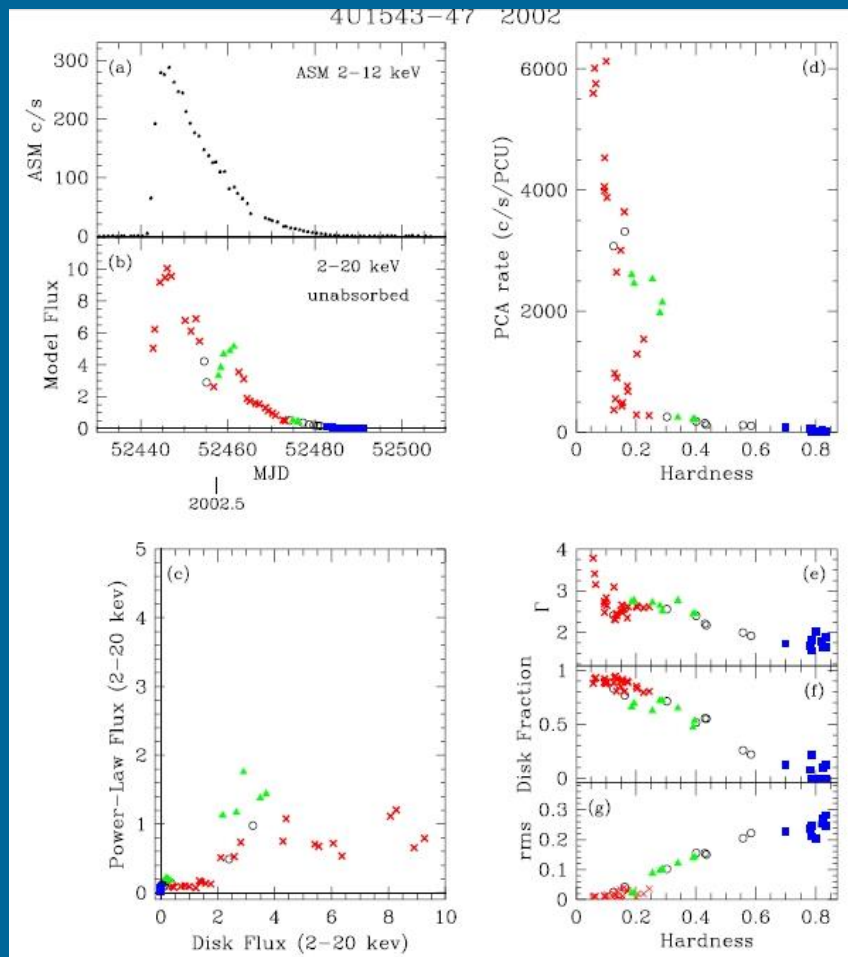 4U1543-47 2002
(a)
ASM 2-12 keV
ASM c/s
300
200
100
0
(b)
2-20 keV
unabsorbed
Model Flux
10
8
6
4
2
0
52440 52460 52480 52500
MJD
2002.5
(d)
PCA rate (c/s/PCU)
6000
4000
2000
0
0 0.2 0.4 0.6 0.8
Hardness
(c)
Power-Law Flux (2-20 kev)
5
4
3
2
1
0
0 2 4 6 8 10
Disk Flux (2-20 kev)
(e)
Γ
4
3
2
(f)
Disk Fraction
1
0.5
0
(g)
rms
0.3
0.2
0.1
0
0 0.2 0.4 0.6 0.8
Hardness